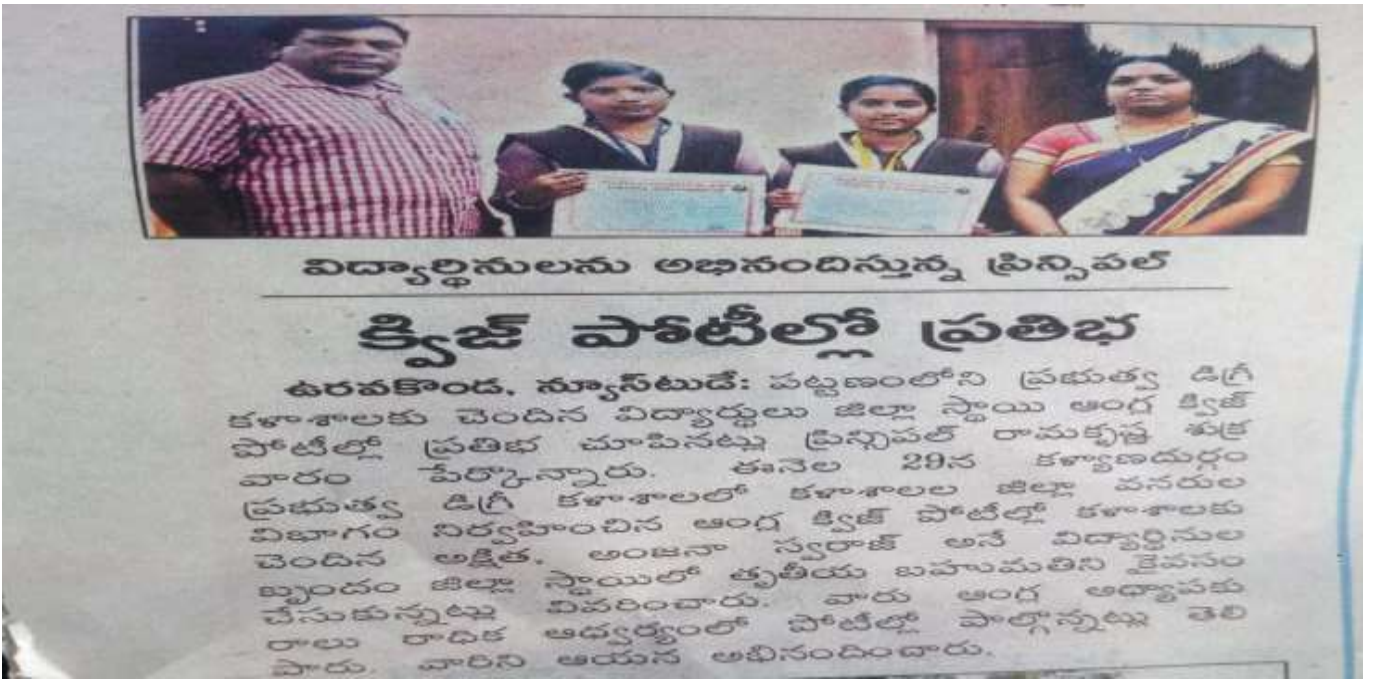 విద్యార్థినులను అభినందిస్తున్న ప్రిన్సిపల్
క్విజ్ పోటీల్లో ప్రతిభ
ఉరవకొండ, న్యూస్‌టుడే: పట్టణంలోని ప్రభుత్వ డిగ్రీ
కళాశాలకు చెందిన విద్యార్థులు జిల్లా స్థాయి ఆంగ్ల క్విజ్
పోటీల్లో ప్రతిభ చూపినట్లు ప్రిన్సిపల్ రామకృష్ణ శుక్ర
వారం పేర్కొన్నారు. ఈనెల 29న కళ్యాణదుర్గం
ప్రభుత్వ డిగ్రీ కళాశాలలో కళాశాలల జిల్లా వనరుల
విభాగం నిర్వహించిన ఆంగ్ల క్విజ్ పోటీల్లో కళాశాలకు
చెందిన అక్షిత, అంజనా స్వరాజ్ అనే విద్యార్థినుల
బృందం జిల్లా స్థాయిలో తృతీయ బహుమతిని కైవసం
చేసుకున్నట్లు వివరించారు. వారు ఆంగ్ల అధ్యాపకు
రాలు రాధిక ఆధ్వర్యంలో పోటీల్లో పాల్గొన్నట్లు తెలి
పారు. వారిని ఆయన అభినందించారు.